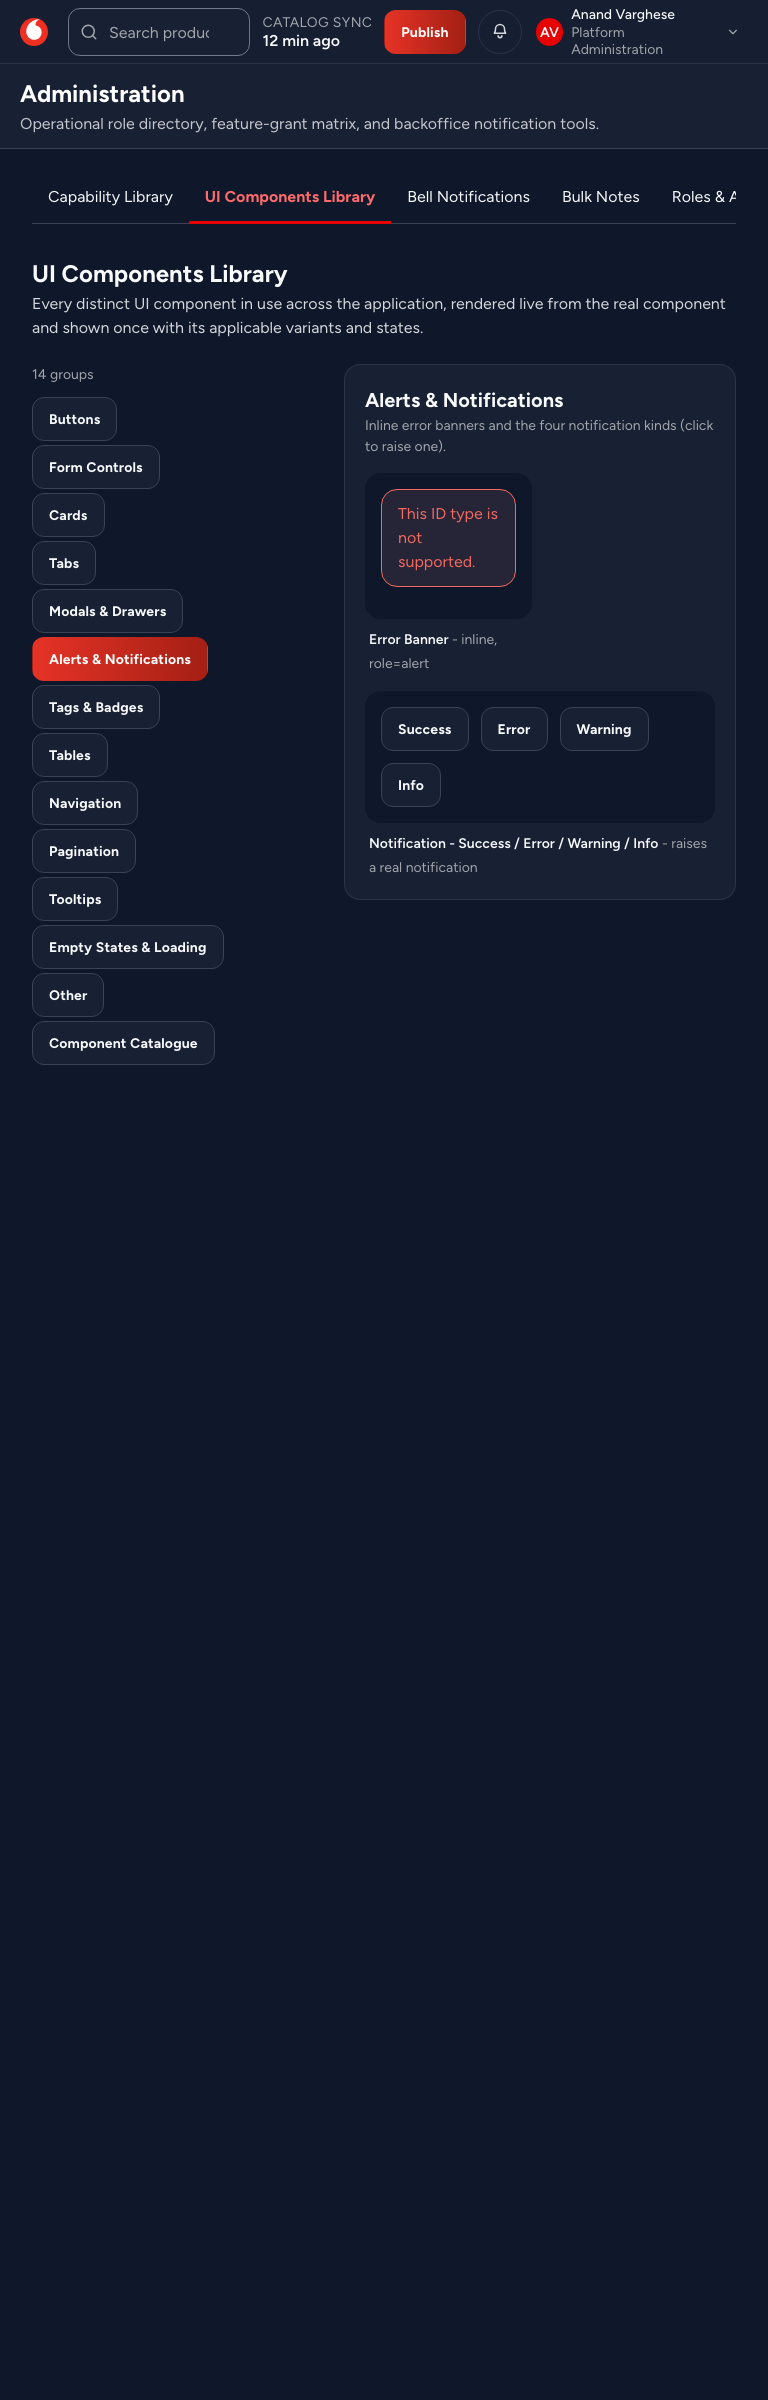 Search produc
CATALOG SYNC
12 min ago
Publish
AV
Anand Varghese
Platform
Administration
Administration
Operational role directory, feature-grant matrix, and backoffice notification tools.
Capability Library
UI Components Library
Bell Notifications
Bulk Notes
Roles & A
UI Components Library
Every distinct UI component in use across the application, rendered live from the real component
and shown once with its applicable variants and states.
14 groups
Buttons
Form Controls
Cards
Tabs
Modals & Drawers
Alerts & Notifications
Tags & Badges
Tables
Navigation
Pagination
Tooltips
Empty States & Loading
Other
Component Catalogue
Alerts & Notifications
Inline error banners and the four notification kinds (click
to raise one).
This ID type is
not
supported.
Error Banner - inline,
role=alert
Success
Error
Warning
Info
Notification - Success / Error / Warning / Info - raises
a real notification